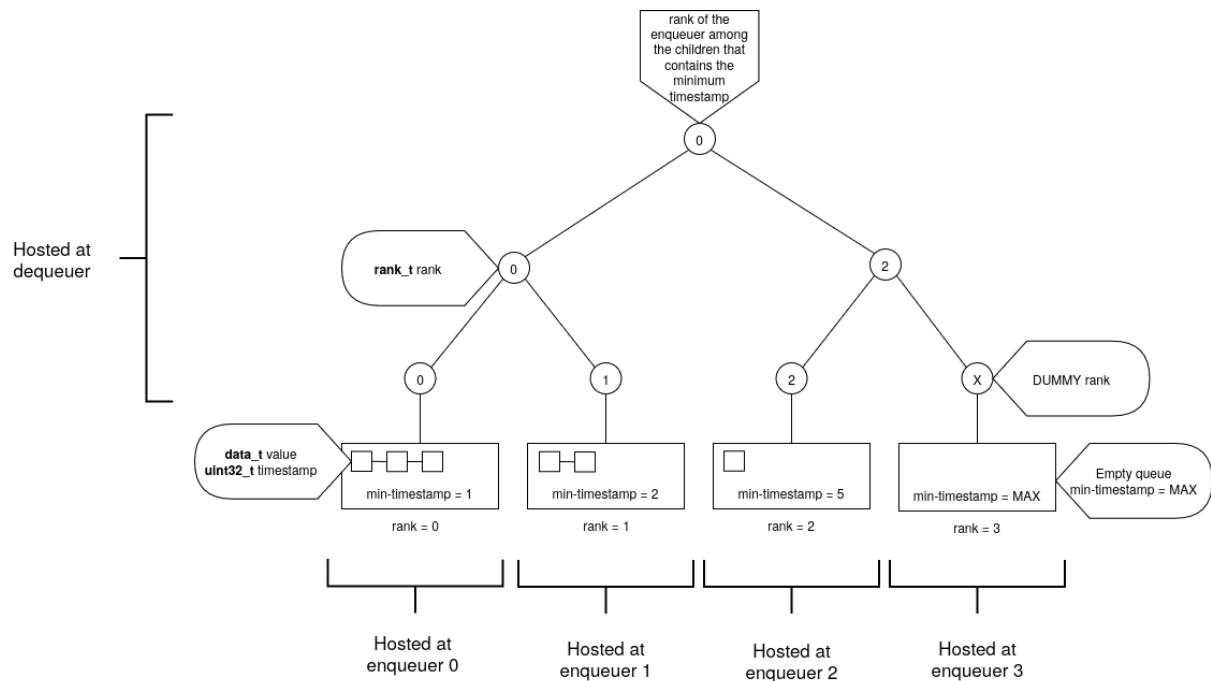 rank of the
enqueuer among
the children that
contains the
minimum
timestamp
0
Hosted at
dequeuer
rank_t rank
0
2
0
1
2
X
DUMMY rank
data_t value
uint32_t timestamp
min-timestamp = 1
min-timestamp = 2
min-timestamp = 5
min-timestamp = MAX
Empty queue
min-timestamp = MAX
rank = 0
rank = 1
rank = 2
rank = 3
Hosted at
enqueuer 0
Hosted at
enqueuer 1
Hosted at
enqueuer 2
Hosted at
enqueuer 3